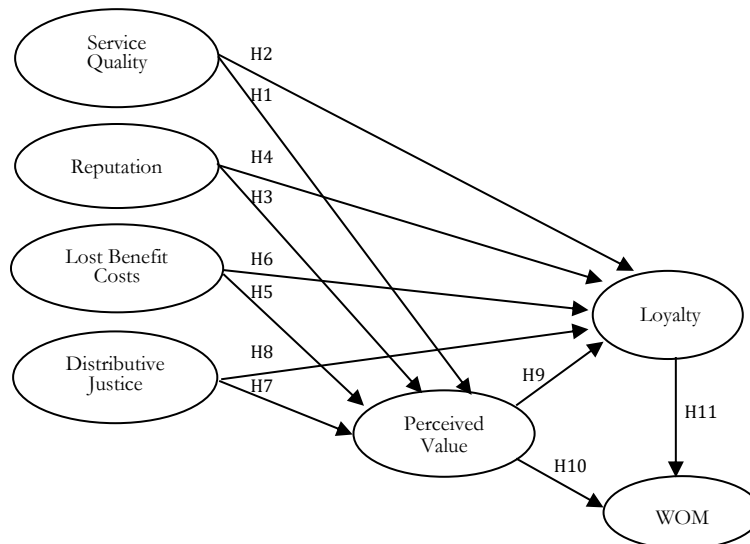 Service
Quality
H2
H1
Reputation
H4
H3
Lost Benefit
Costs
H6
H5
Loyalty
Distributive
Justice
H8
H7
H9
Perceived
Value
H11
H10
WOM